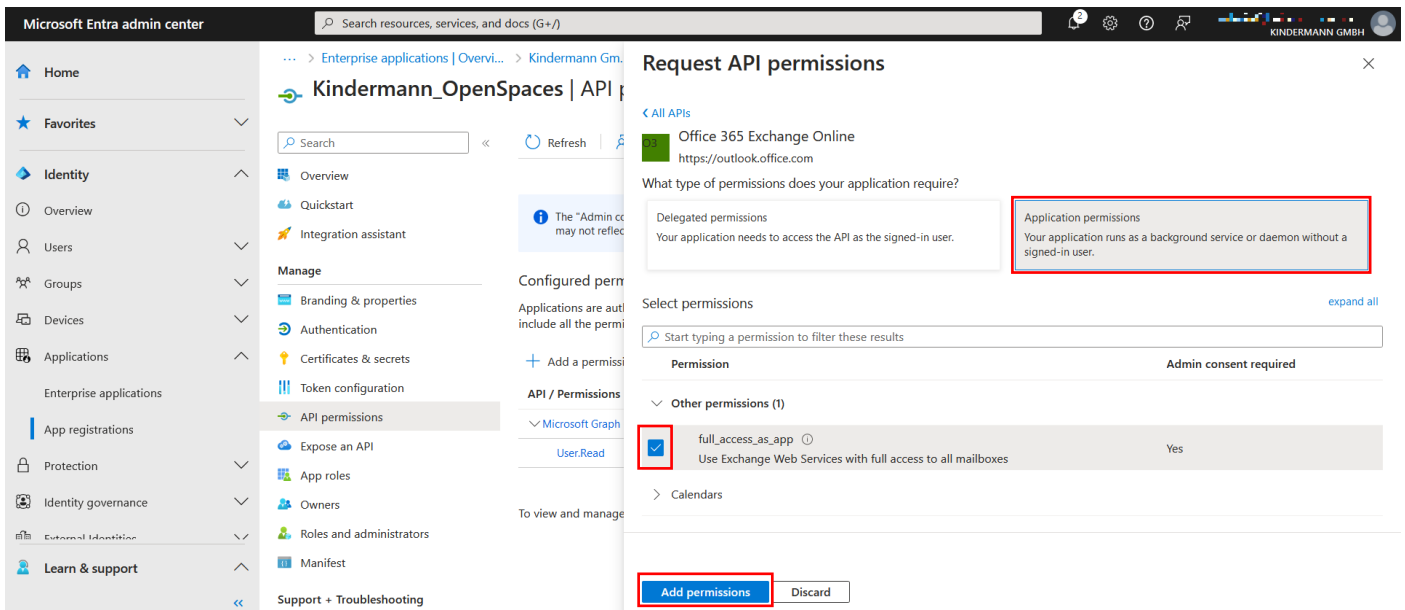 Microsoft Entra admin center
Search resources, services, and docs (G+/)
2
KINDERMANN GMBH
Home
Favorites
Identity
Overview
Users
Groups
Devices
Applications
Enterprise applications
App registrations
Protection
Identity governance
External Identities
Learn & support
«
··· > Enterprise applications | Overvi... > Kindermann Gm.
Kindermann_OpenSpaces | API p
Search
«
Overview
Quickstart
Integration assistant
Manage
Branding & properties
Authentication
Certificates & secrets
Token configuration
API permissions
Expose an API
App roles
Owners
Roles and administrators
Manifest
Support + Troubleshooting
Refresh
The "Admin co
may not reflec
Configured perm
Applications are aut
include all the permi
Add a permissi
API / Permissions
Microsoft Graph
User.Read
To view and manage
Request API permissions
All APIs
O3
Office 365 Exchange Online
https://outlook.office.com
What type of permissions does your application require?
Delegated permissions
Your application needs to access the API as the signed-in user.
Application permissions
Your application runs as a background service or daemon without a
signed-in user.
Select permissions
expand all
Start typing a permission to filter these results
Permission
Admin consent required
Other permissions (1)
full_access_as_app
Use Exchange Web Services with full access to all mailboxes
Yes
Calendars
Add permissions
Discard